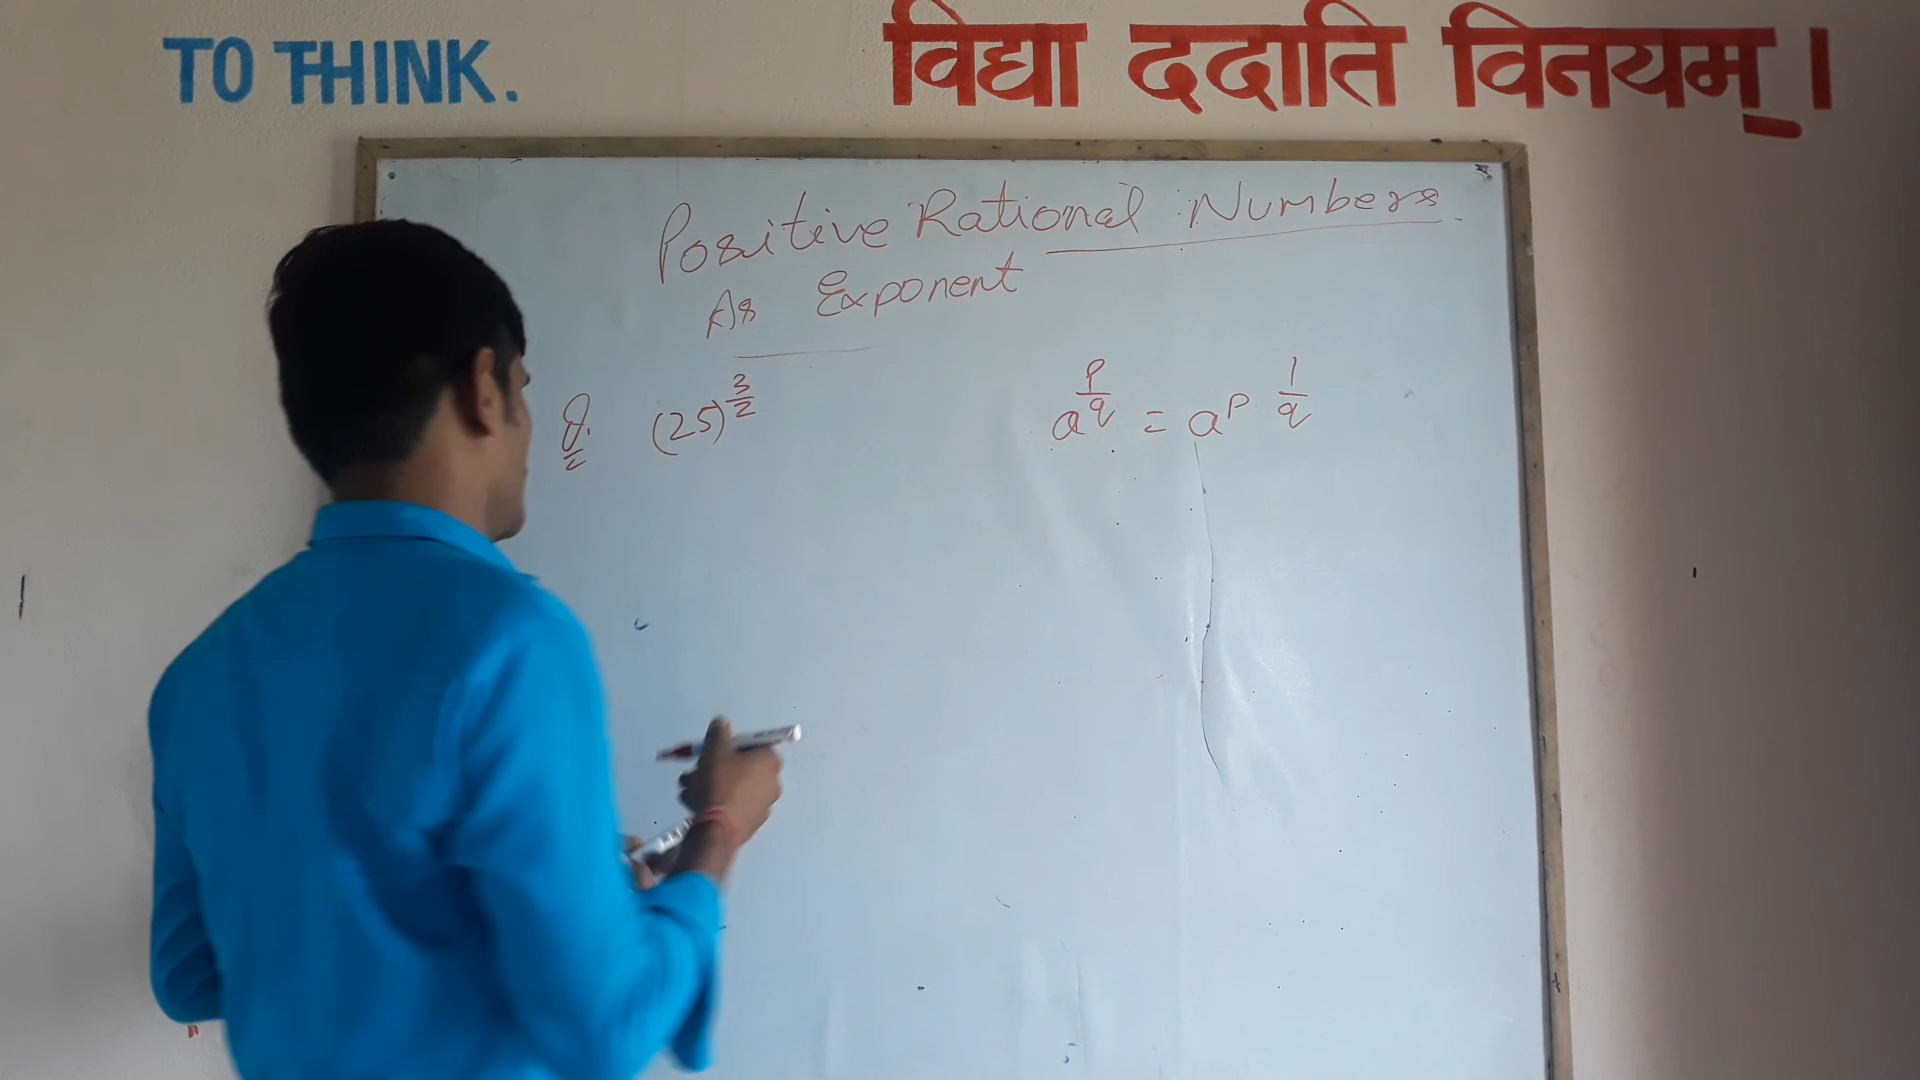 TO THINK.
विद्या ददाति विनयम् ।
Positive Rational Numbers.
As Exponent
Q. (25)^3/2
a^p/q = a^p 1/q